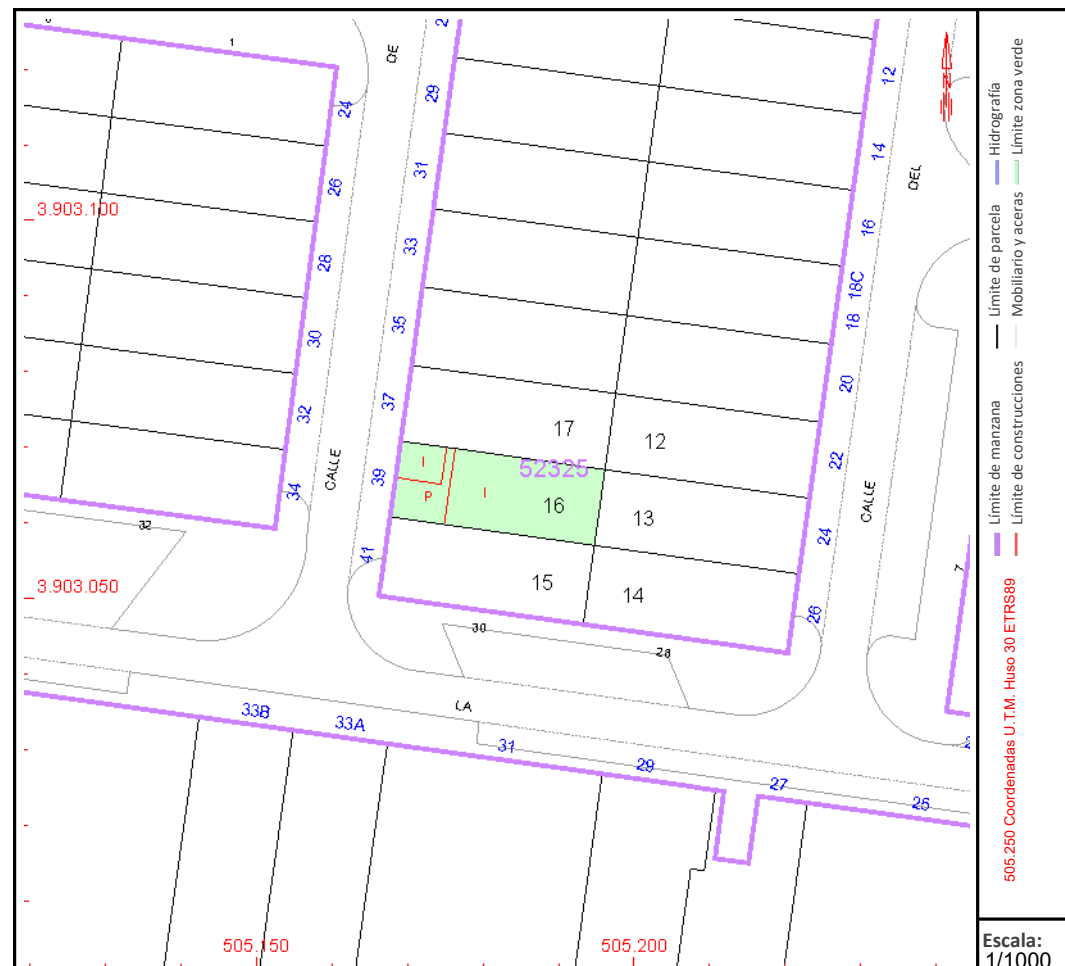 1
DE
2
29
31
33
35
37
39
41
24
26
28
30
32
34
CALLE
32
3.903.100
3.903.050
12
14
16
18C
18
20
22
24
26
DEL
CALLE
7
17
12
52325
16
13
15
14
I
P
I
30
28
LA
33B
33A
31
29
27
25
505.150
505.200
Hidrografía
Límite zona verde
Límite de parcela
Mobiliario y aceras
Límite de manzana
Límite de construcciones
505.250 Coordenadas U.T.M. Huso 30 ETRS89
Escala:
1/1000